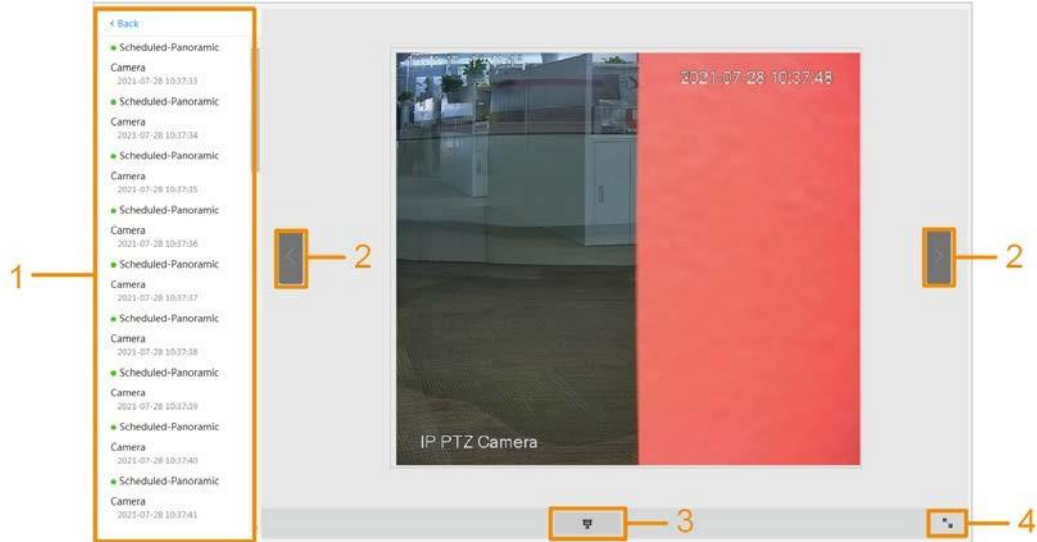 < Back
Scheduled-Panoramic
Camera
2021-07-28 10:37:33
Scheduled-Panoramic
Camera
2021-07-28 10:37:34
Scheduled-Panoramic
Camera
2021-07-28 10:37:35
Scheduled-Panoramic
Camera
2021-07-28 10:37:36
Scheduled-Panoramic
Camera
2021-07-28 10:37:37
Scheduled-Panoramic
Camera
2021-07-28 10:37:38
Scheduled-Panoramic
Camera
2021-07-28 10:37:39
Scheduled-Panoramic
Camera
2021-07-28 10:37:40
Scheduled-Panoramic
Camera
2021-07-28 10:37:41
1
2
2021-07-28 10:37:48
IP PTZ Camera
2
3
4